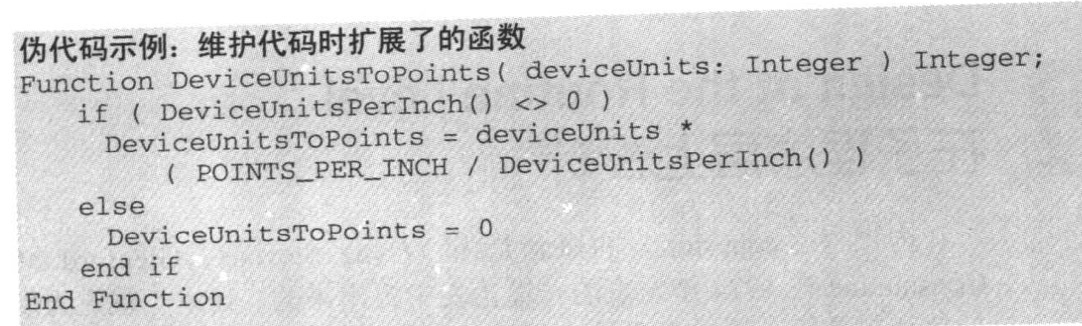 伪代码示例：维护代码时扩展了的函数
Function DeviceUnitsToPoints( deviceUnits: Integer ) Integer;
if ( DeviceUnitsPerInch() <> 0 )
DeviceUnitsToPoints = deviceUnits *
( POINTS_PER_INCH / DeviceUnitsPerInch() )
else
DeviceUnitsToPoints = 0
end if
End Function